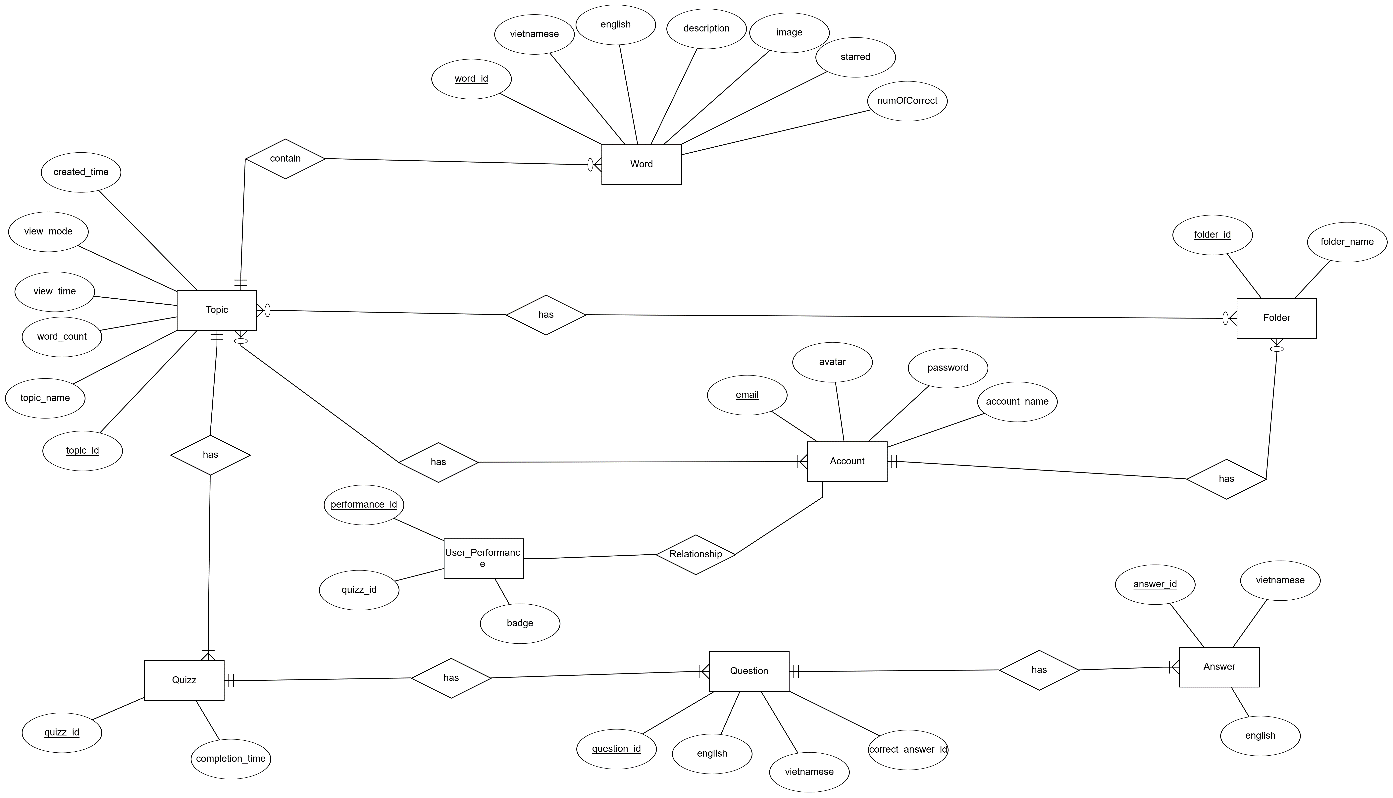 english
description
image
vietnamese
starred
word_id
numOfCorrect
contain
Word
created_time
view_mode
folder_id
folder_name
view_time
Topic
has
Folder
word_count
avatar
password
topic_name
email
account_name
topic_id
has
has
Account
has
performance_id
User_Performanc
e
Relationship
quizz_id
badge
answer_id
vietnamese
Quizz
has
Question
has
Answer
quizz_id
completion_time
question_id
english
vietnamese
correct_answer_id
english